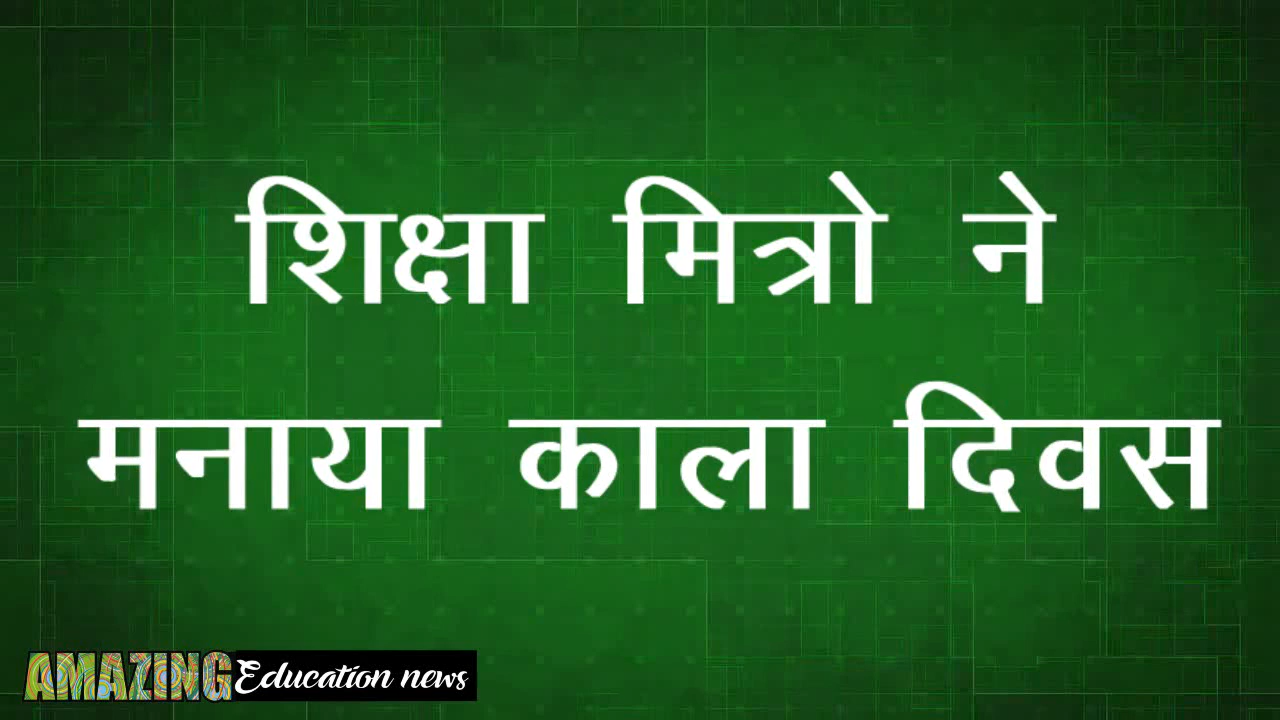 शिक्षा मित्रो ने
मनाया काला दिवस
AMAZING Education news